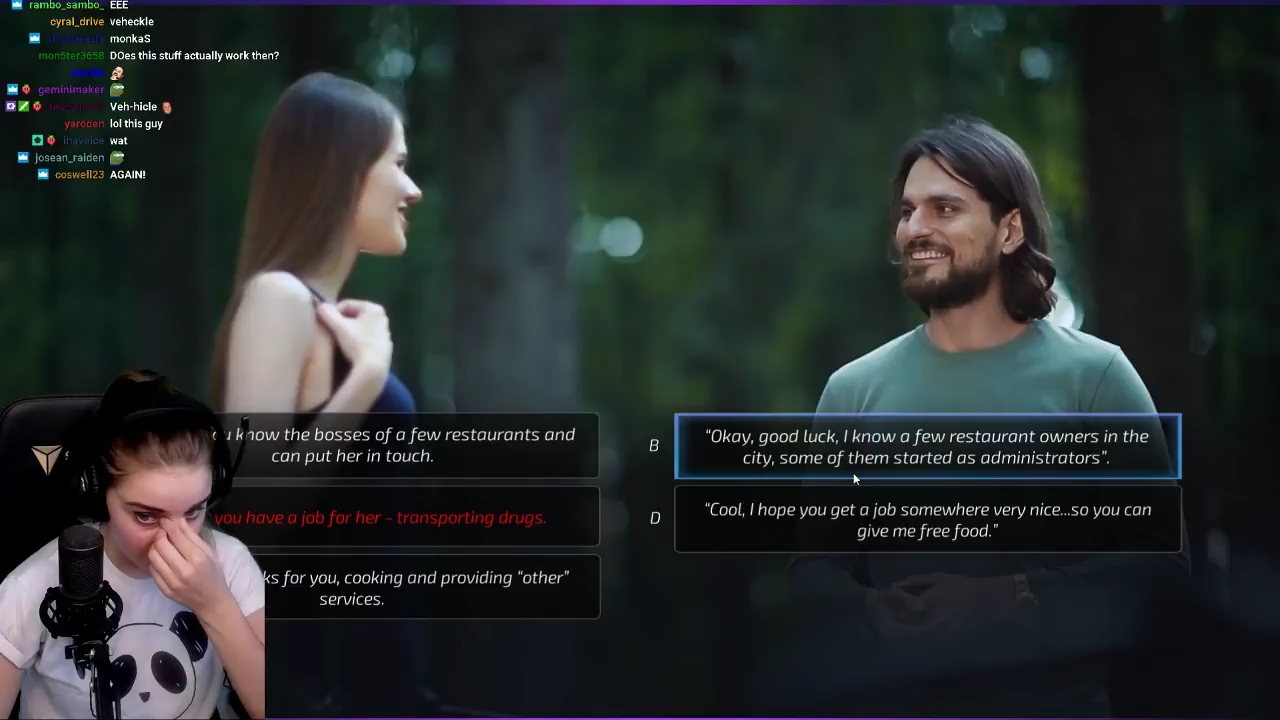 rambo_sambo_ EEE
cyral_drive veheckle
monkaS
mon5ter3658 DOes this stuff actually work then?
geminimaker
Veh-hicle
yarodeh lol this guy
ihaveice wat
josean_raiden
coswell23 AGAIN!
know the bosses of a few restaurants and
can put her in touch.
B
“Okay, good luck, I know a few restaurant owners in the
city, some of them started as administrators”.
you have a job for her - transporting drugs.
D
“Cool, I hope you get a job somewhere very nice...so you can
give me free food.”
for you, cooking and providing “other”
services.